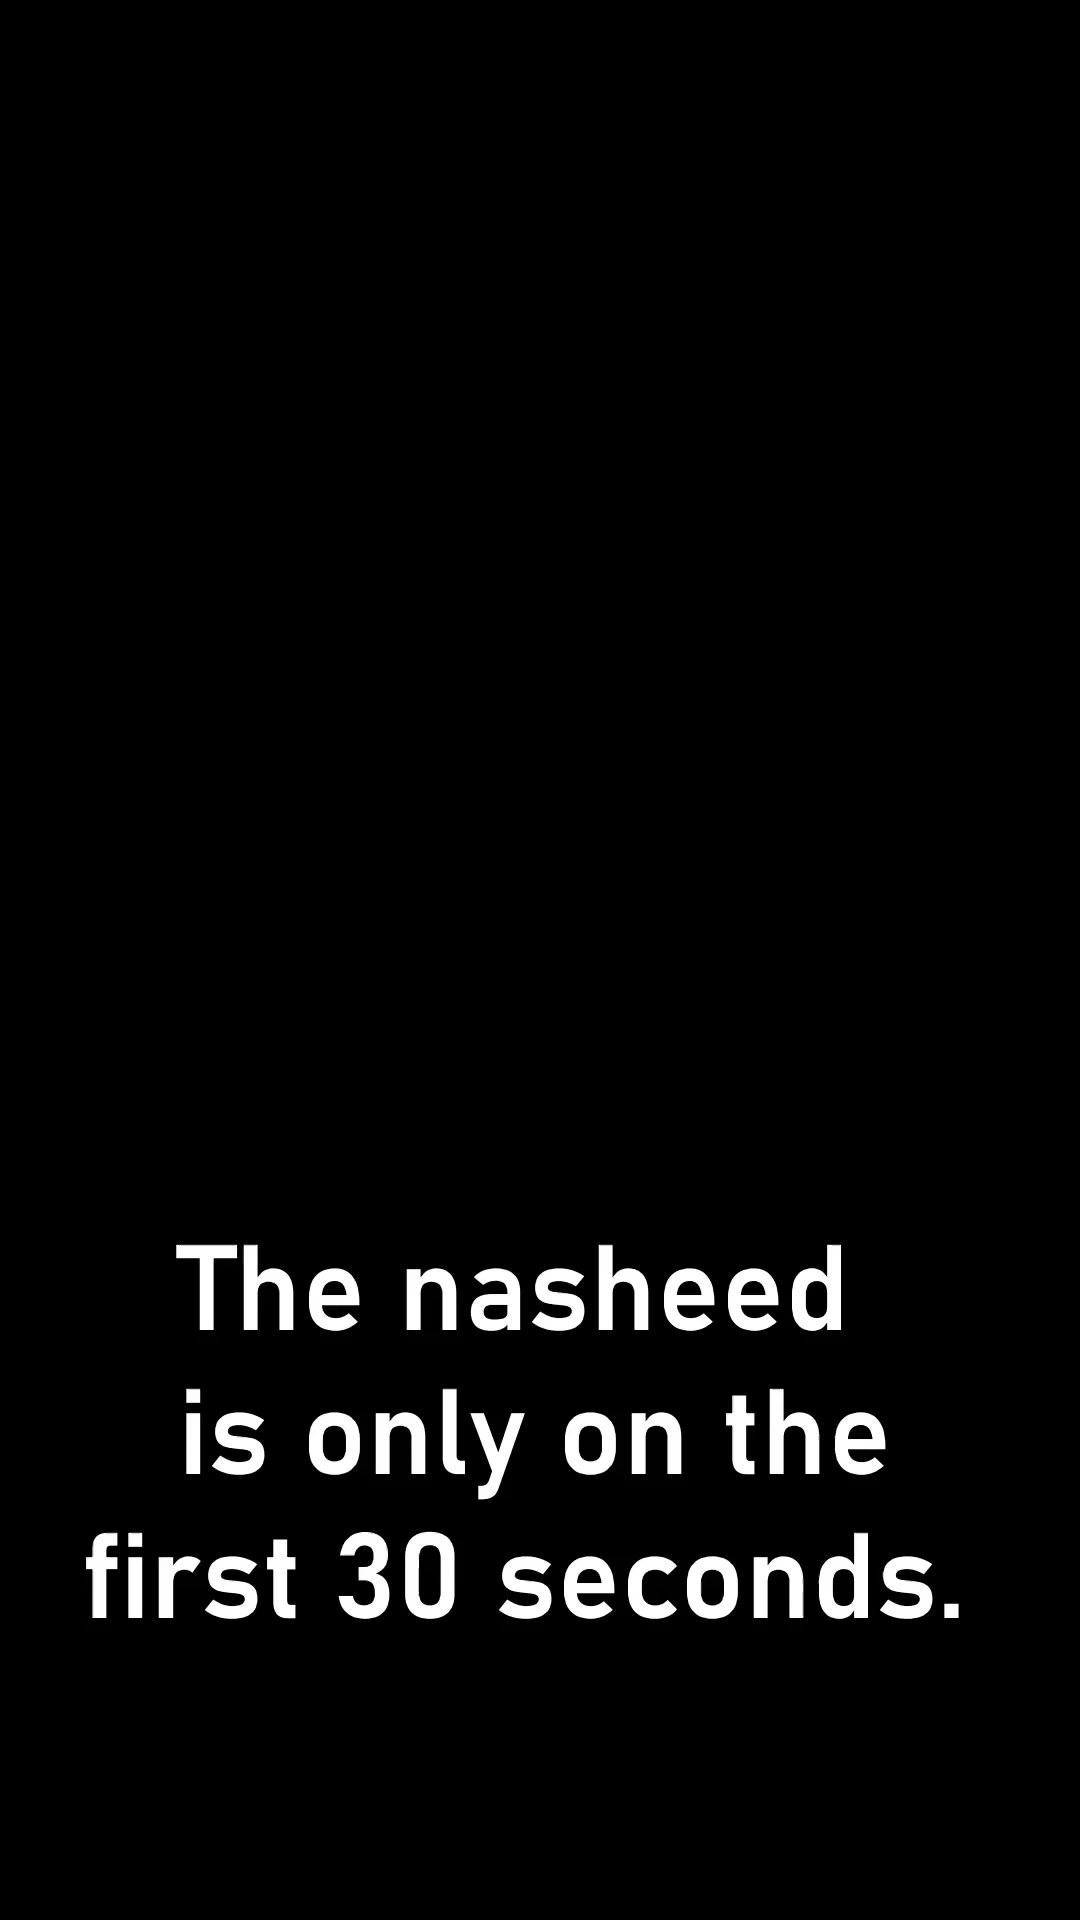 The nasheed
is only on the
first 30 seconds.